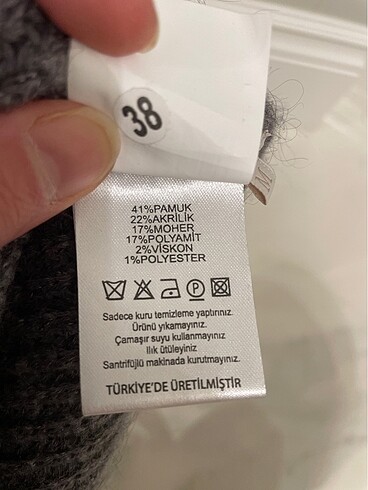 38
41%PAMUK
22%AKRİLİK
17%MOHER
17%POLYAMİT
2%VİSKON
1%POLYESTER
P
Sadece kuru temizleme yaptırınız.
Ürünü yıkamayınız.
Çamaşır suyu kullanmayınız
Ilık ütüleyiniz
Santrifüjlü makinada kurutmayınız.
TÜRKİYE'DE ÜRETİLMİŞTİR